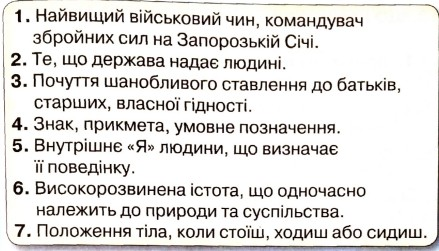 1. Найвищий військовий чин, командувач
збройних сил на Запорозькій Січі.
2. Те, що держава надає людині.
3. Почуття шанобливого ставлення до батьків,
старших, власної гідності.
4. Знак, прикмета, умовне позначення.
5. Внутрішнє «Я» людини, що визначає
її поведінку.
6. Високорозвинена істота, що одночасно
належить до природи та суспільства.
7. Положення тіла, коли стоїш, ходиш або сидиш.